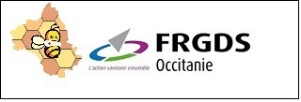 FRGDS
L'action sanitaire ensemble
Occitanie